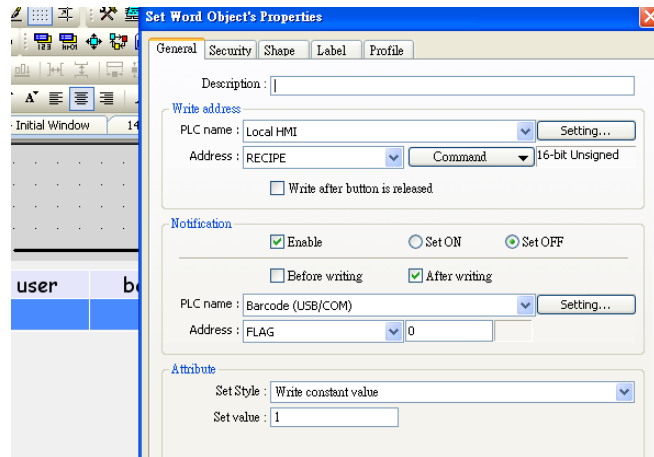 Set Word Object's Properties
General Security Shape Label Profile
Description :
Write address
PLC name : Local HMI Setting...
Address : RECIPE Command 16-bit Unsigned
Write after button is released
Initial Window 14
Notification
Enable Set ON Set OFF
Before writing After writing
user
PLC name : Barcode (USB/COM) Setting...
Address : FLAG 0
Attribute
Set Style : Write constant value
Set value : 1